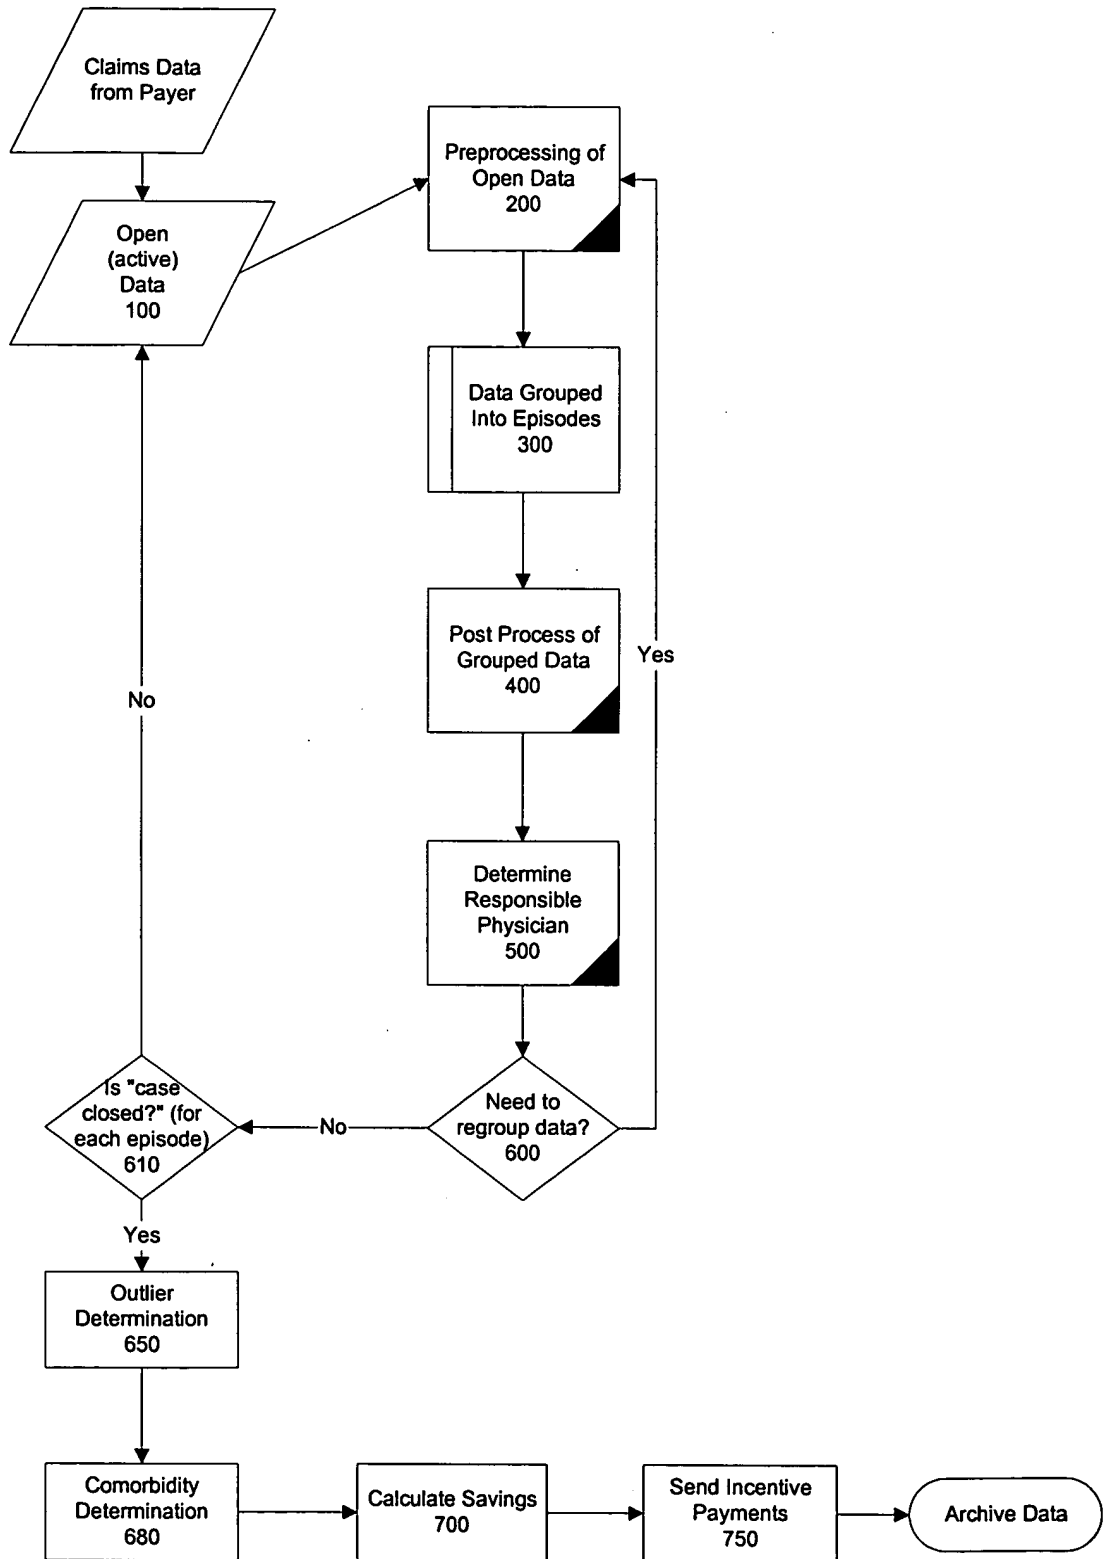 Claims Data
from Payer
Open
(active)
Data
100
Preprocessing of
Open Data
200
Data Grouped
Into Episodes
300
Post Process of
Grouped Data
400
Yes
No
Determine
Responsible
Physician
500
Is "case
closed?" (for
each episode)
610
No
Need to
regroup data?
600
Yes
Outlier
Determination
650
Comorbidity
Determination
680
Calculate Savings
700
Send Incentive
Payments
750
Archive Data